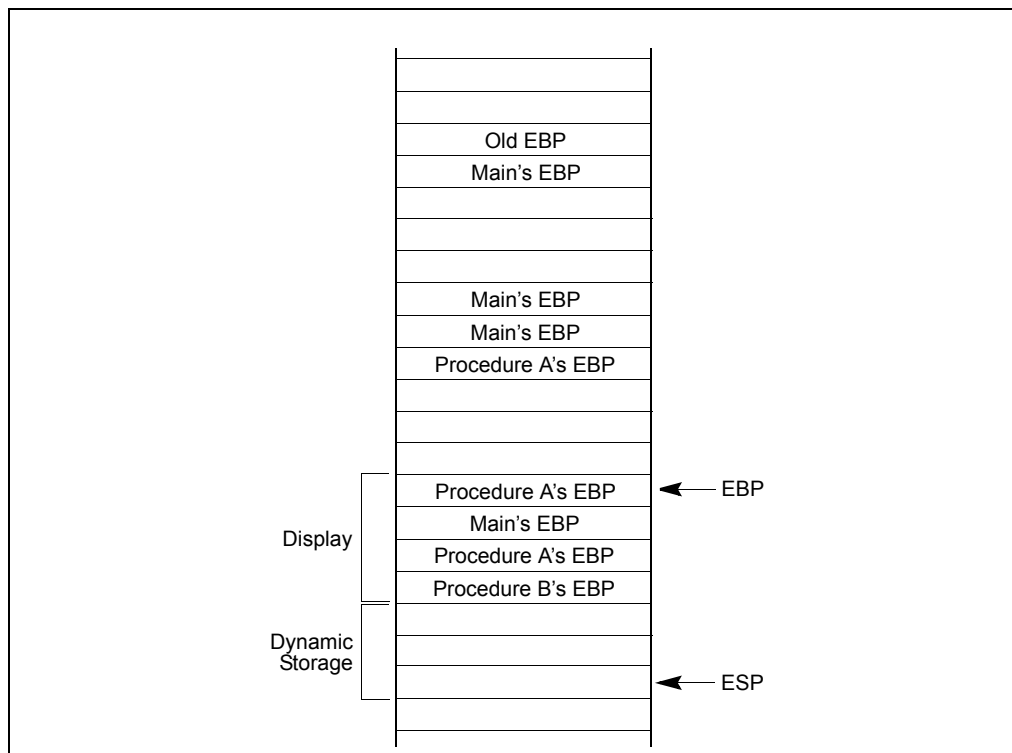 Old EBP
Main’s EBP
Main’s EBP
Main’s EBP
Procedure A’s EBP
Procedure A’s EBP
EBP
Main’s EBP
Display
Procedure A’s EBP
Procedure B’s EBP
Dynamic
Storage
ESP